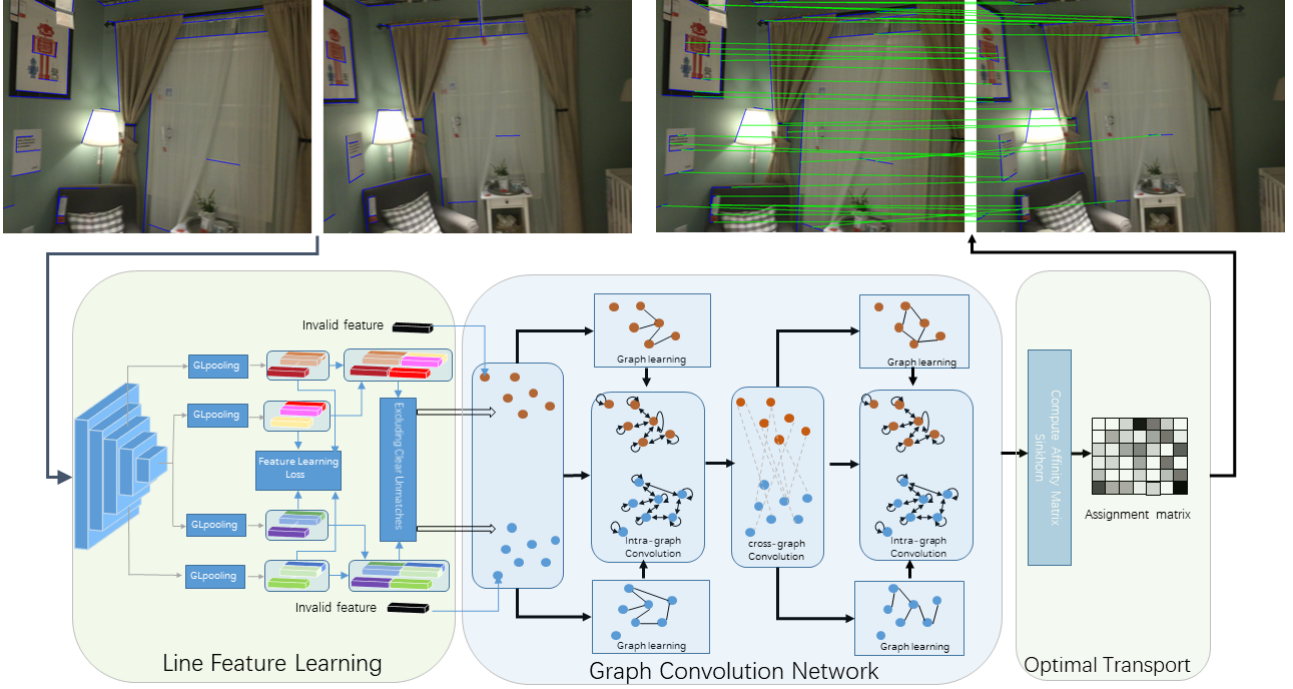 Invalid feature
GLpooling
GLpooling
Feature Learning
Loss
GLpooling
GLpooling
Excluding Clear Unmatches
Invalid feature
Line Feature Learning
Graph learning
Graph learning
Intra-graph
Convolution
cross-graph
Convolution
Intra-graph
Convolution
Graph learning
Graph learning
Graph Convolution Network
Compute Affinity Matrix
Sinkhorn
Assignment matrix
Optimal Transport